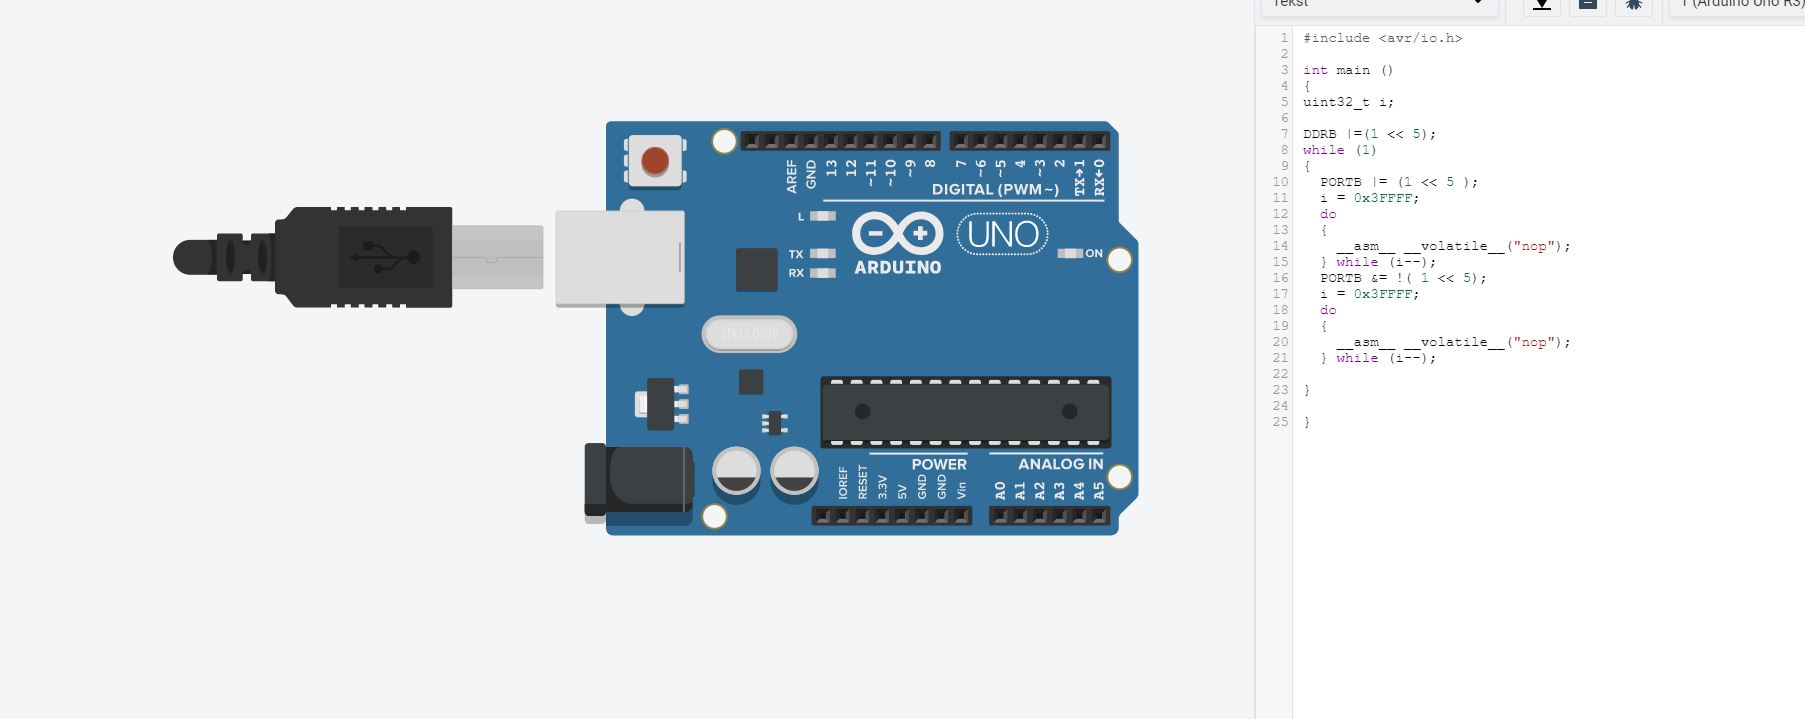 Tekst
1 (Arduino Uno R3)
AREF
GND
13
12
~11
~10
~9
8
7
~6
~5
4
~3
2
TX→1
RX←0
DIGITAL (PWM~)
L
TX
RX
ARDUINO
UNO
ON
SPK16.000G
POWER
ANALOG IN
IOREF
RESET
3.3V
5V
GND
GND
Vin
A0
A1
A2
A3
A4
A5
1 #include <avr/io.h>
2
3 int main ()
4 {
5 uint32_t i;
6
7 DDRB |=(1 << 5);
8 while (1)
9 {
10   PORTB |= (1 << 5 );
11   i = 0x3FFFF;
12   do
13   {
14     __asm__ __volatile__("nop");
15   } while (i--);
16   PORTB &= !( 1 << 5);
17   i = 0x3FFFF;
18   do
19   {
20     __asm__ __volatile__("nop");
21   } while (i--);
22
23 }
24
25 }